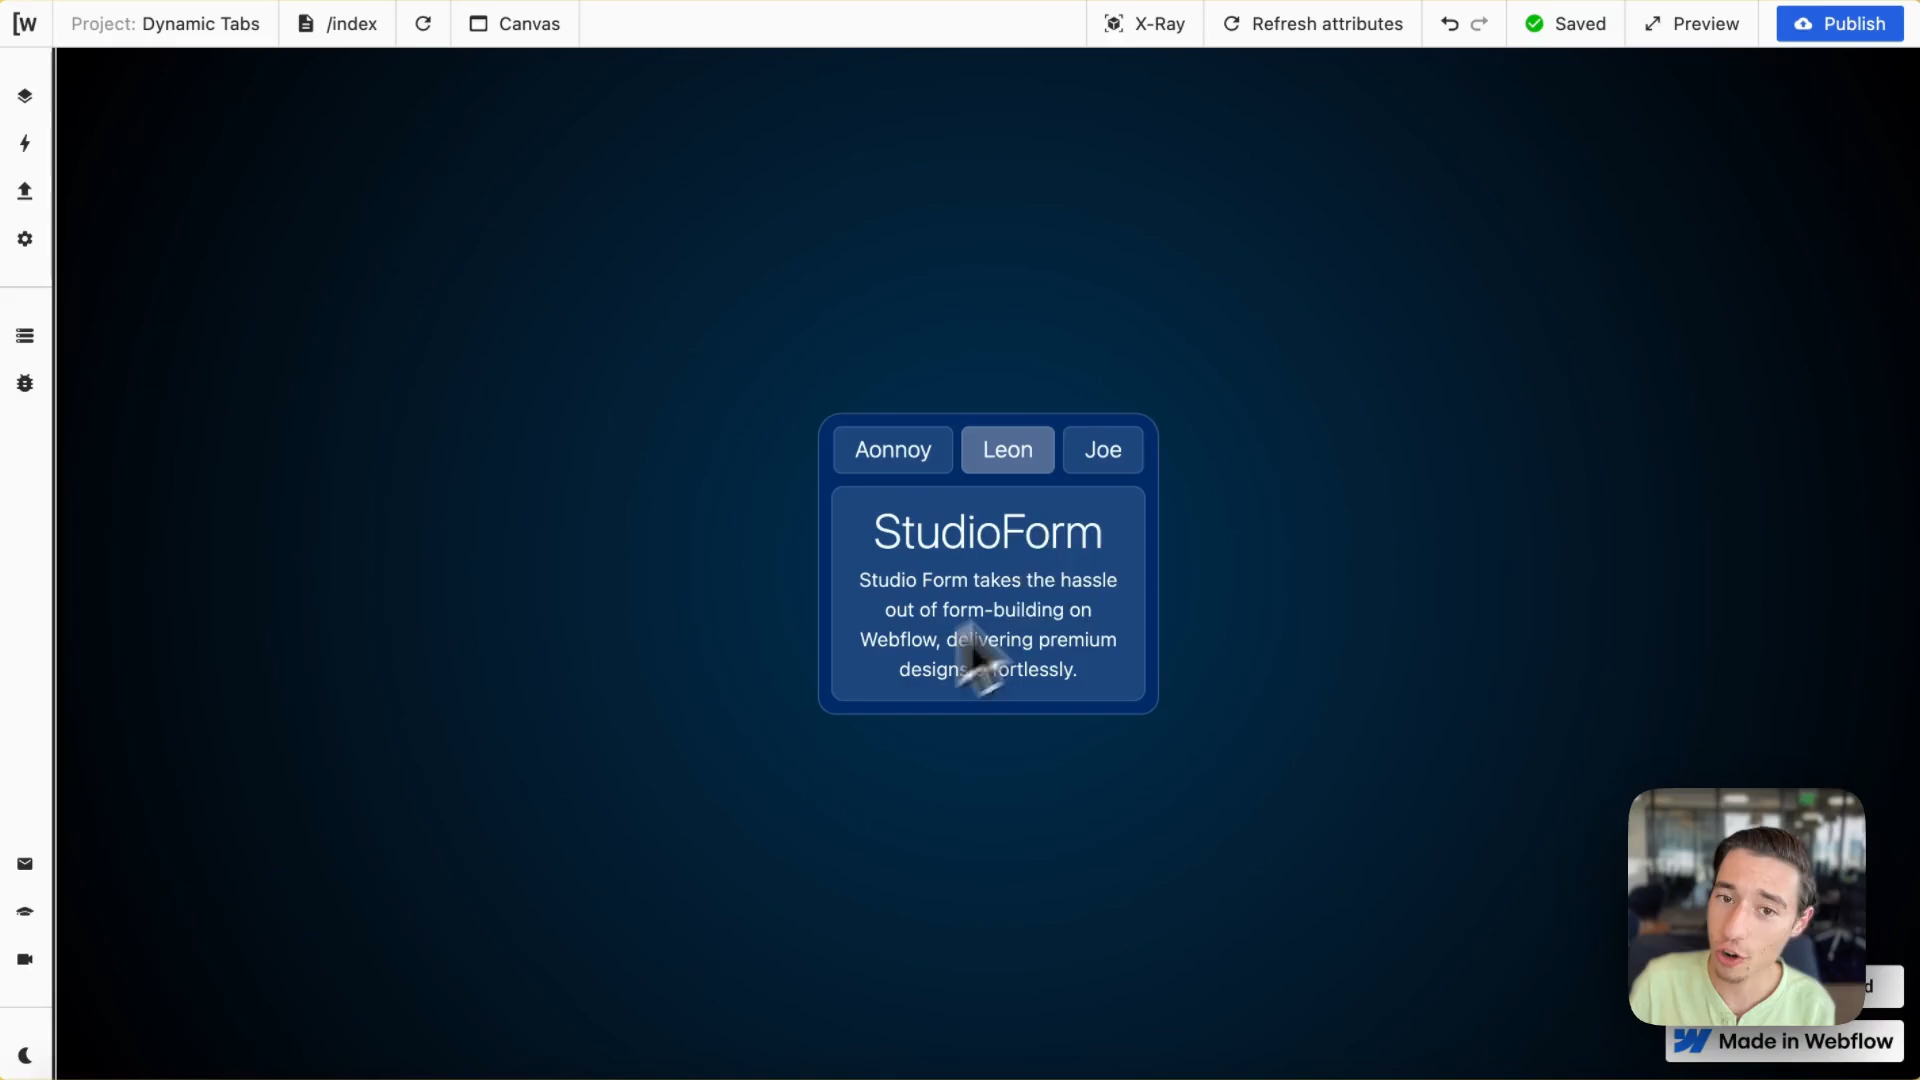 [w Project: Dynamic Tabs /index Canvas X-Ray Refresh attributes Saved Preview Publish
Aonnoy Leon Joe
StudioForm
Studio Form takes the hassle
out of form-building on
Webflow, delivering premium
designs
Made in Webflow